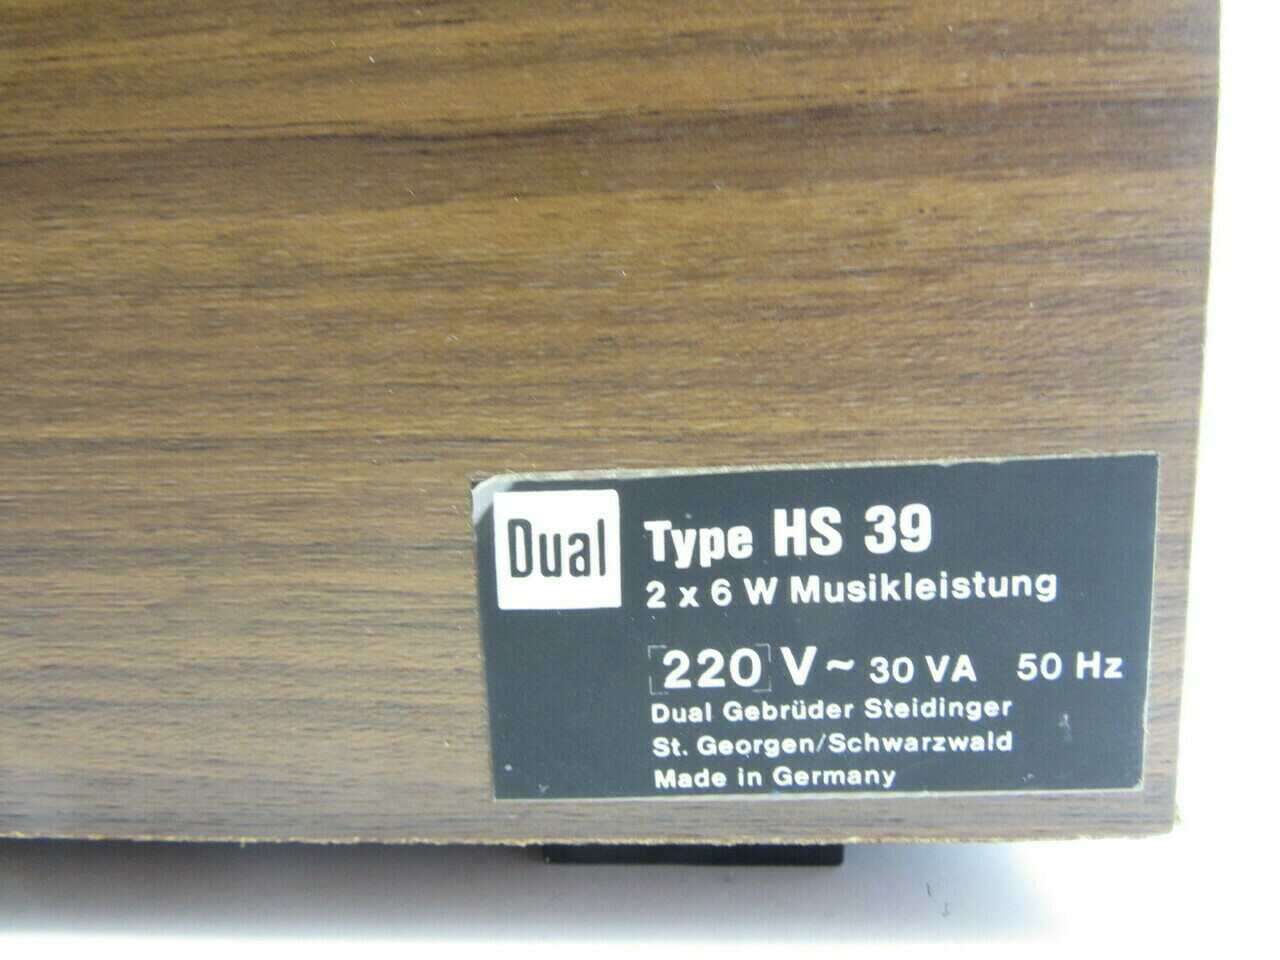 Dual
Type HS 39
2 x 6 W Musikleistung
220 V ~ 30 VA 50 Hz
Dual Gebrüder Steidinger
St. Georgen/Schwarzwald
Made in Germany